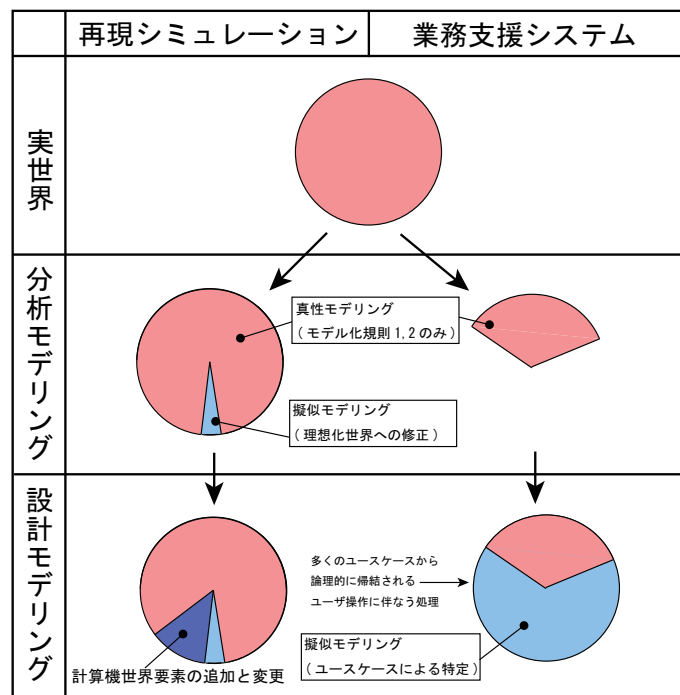 再現シミュレーション
業務支援システム
実世界
分析モデリング
真性モデリング
(モデル化規則1,2のみ)
擬似モデリング
(理想化世界への修正)
設計モデリング
多くのユースケースから
論理的に帰結される
ユーザ操作に伴なう処理
擬似モデリング
(ユースケースによる特定)
計算機世界要素の追加と変更